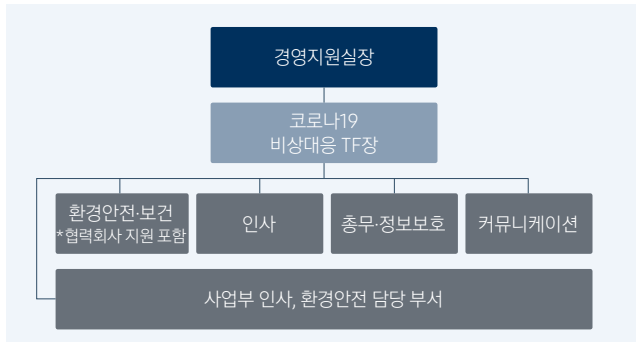 경영지원실장
코로나19
비상대응 TF장
환경안전·보건
*협력회사 지원 포함
인사
총무·정보보호
커뮤니케이션
사업부 인사, 환경안전 담당 부서